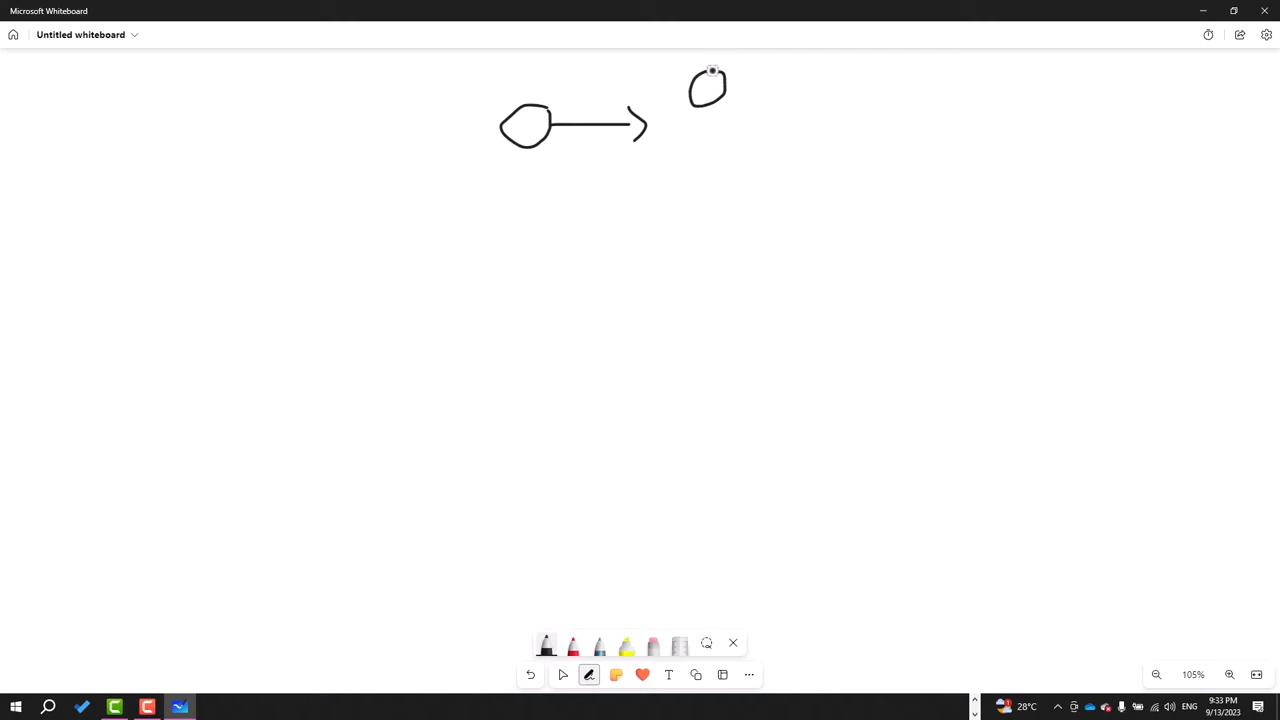 Microsoft Whiteboard
Untitled whiteboard
105%
28°C
ENG
9:33 PM
9/13/2023